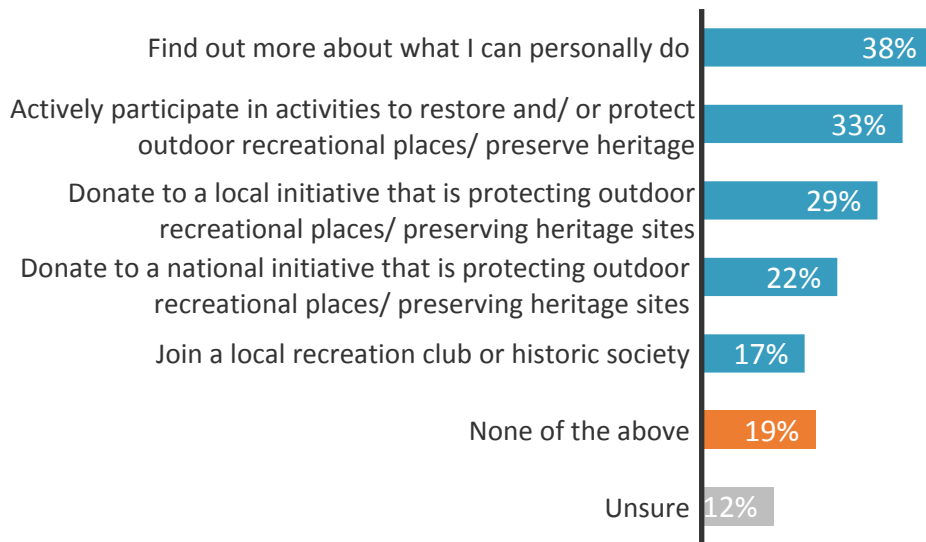 Find out more about what I can personally do
38%
Actively participate in activities to restore and/ or protect
outdoor recreational places/ preserve heritage
33%
Donate to a local initiative that is protecting outdoor
recreational places/ preserving heritage sites
29%
Donate to a national initiative that is protecting outdoor
recreational places/ preserving heritage sites
22%
Join a local recreation club or historic society
17%
None of the above
19%
Unsure
12%